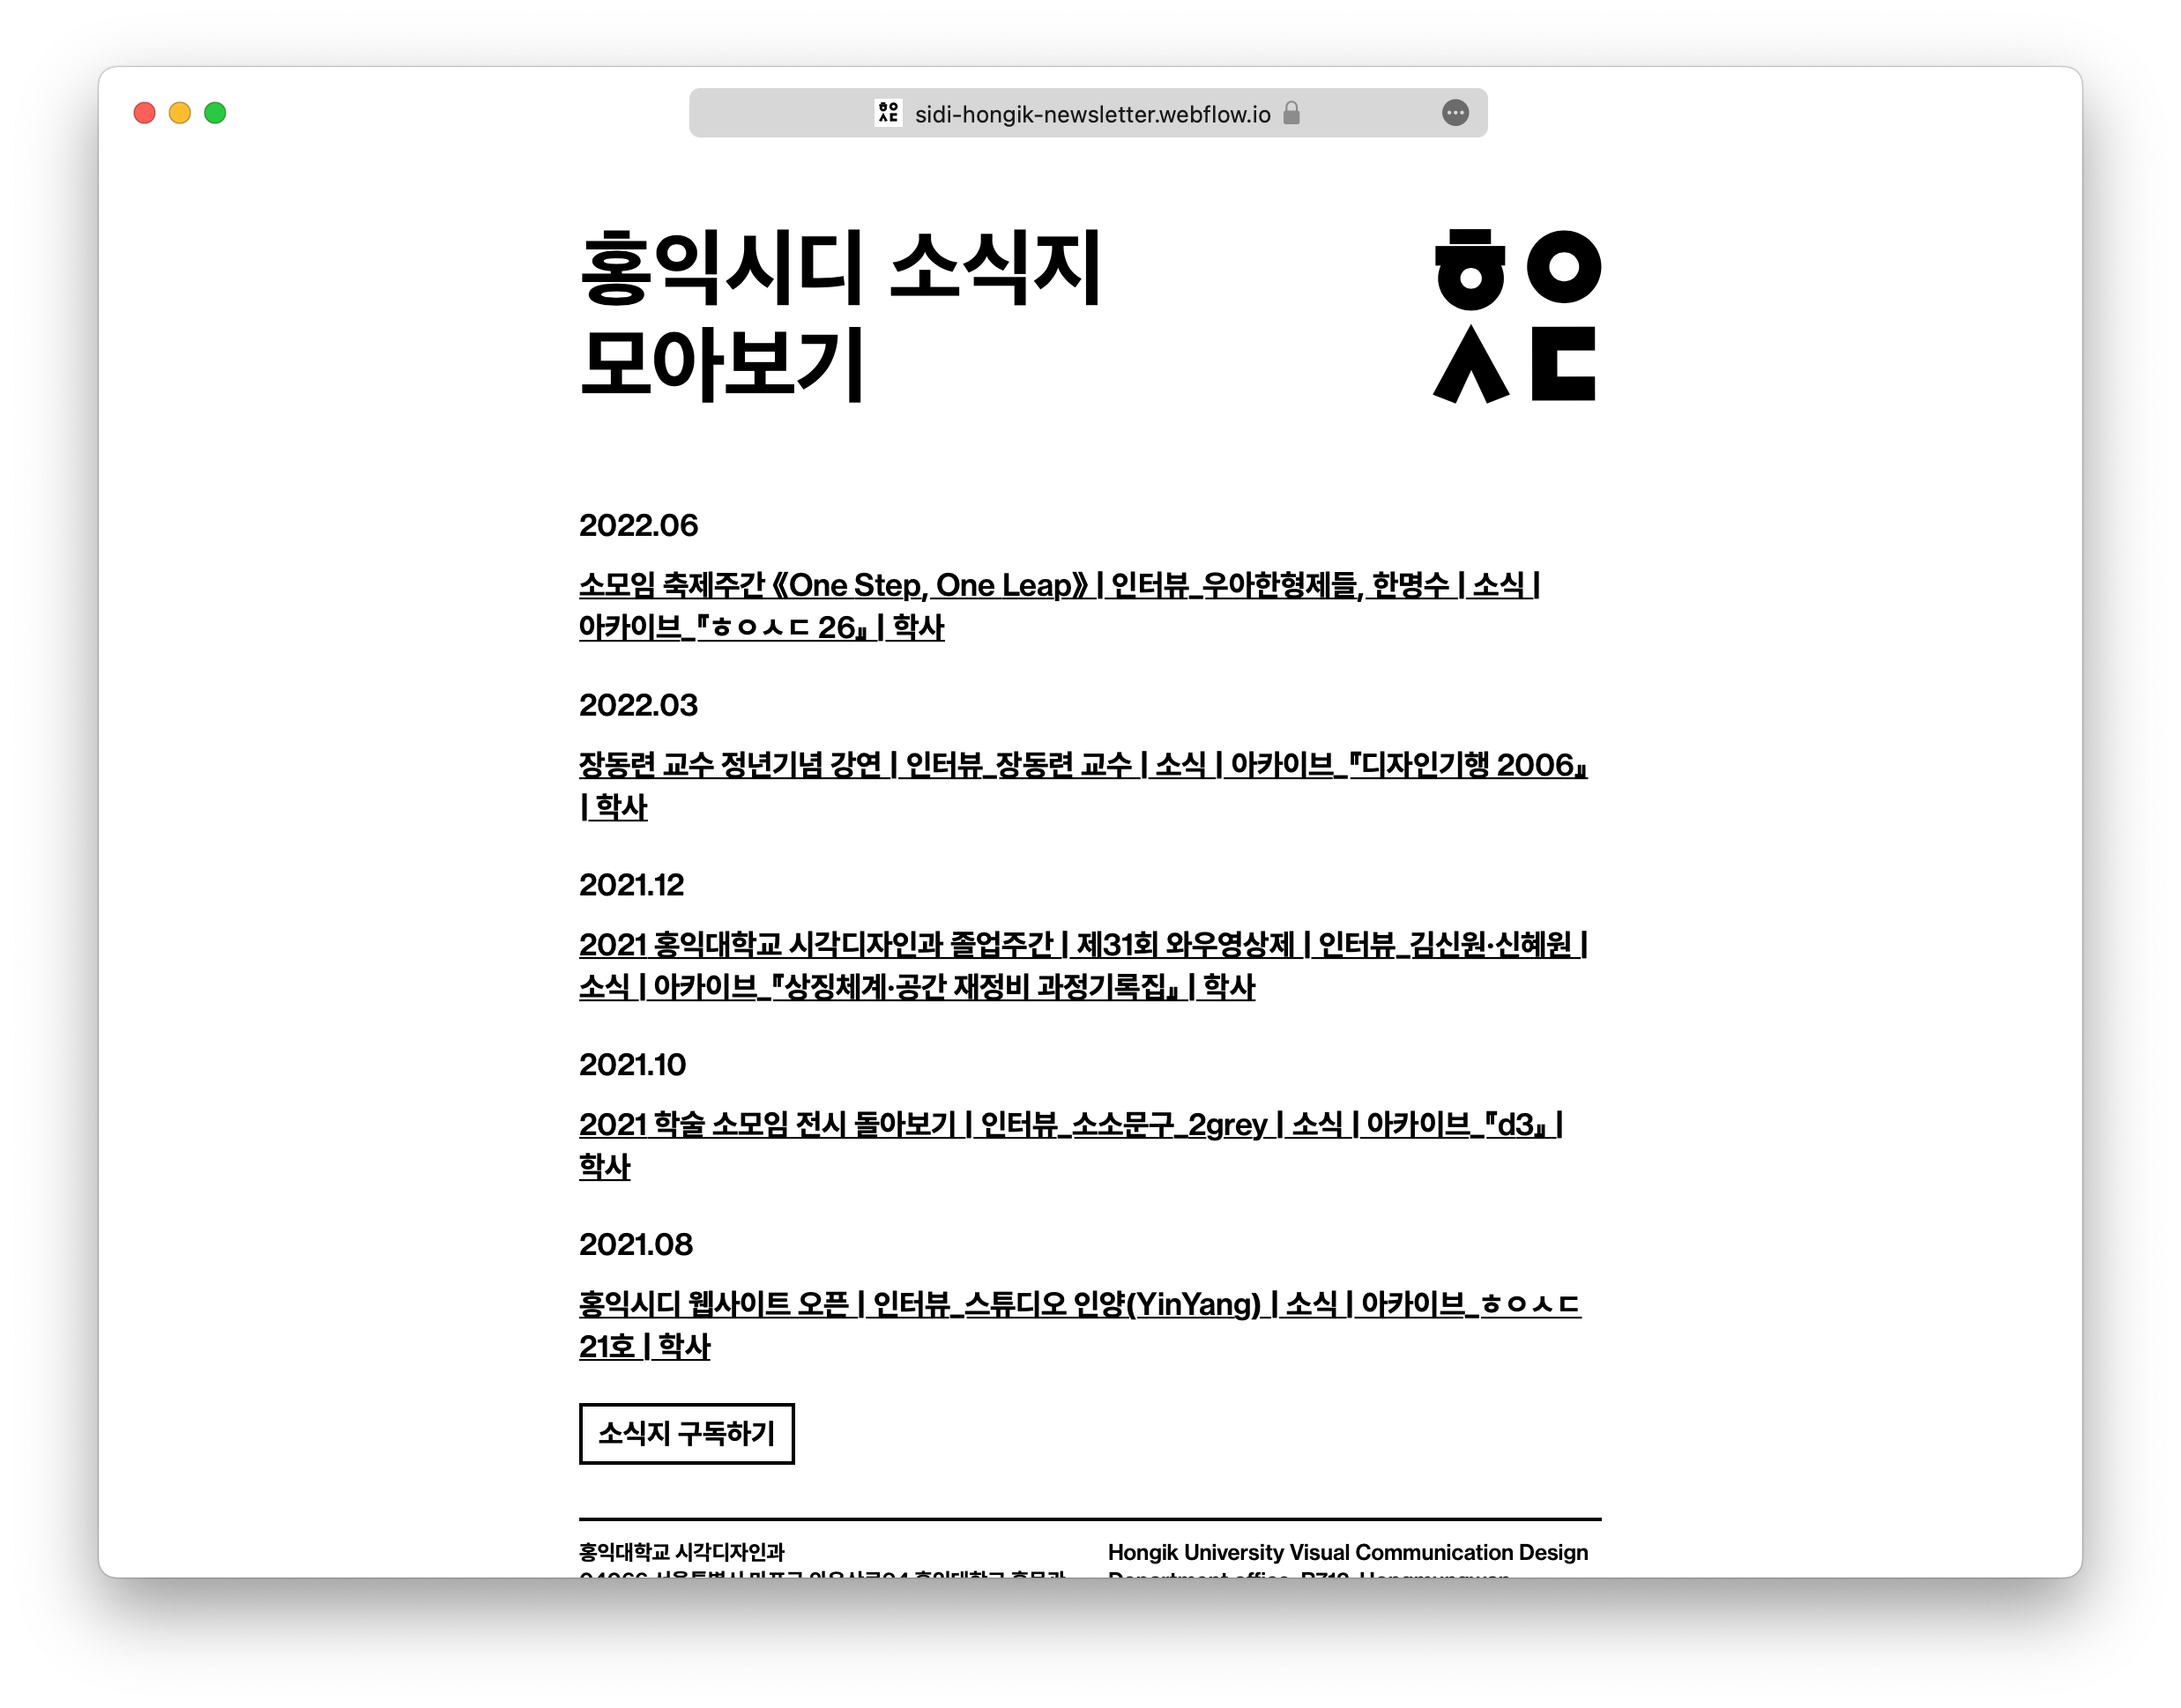 sidi-hongik-newsletter.webflow.io
홍익시디 소식지
모아보기
ㅎㅇ
ㅅㄷ
2022.06
소모임 축제주간 《One Step, One Leap》 | 인터뷰_우아한형제들, 한명수 | 소식 |
아카이브_『ㅎㅇㅅㄷ 26』 | 학사
2022.03
장동련 교수 정년기념 강연 | 인터뷰_장동련 교수 | 소식 | 아카이브_『디자인기행 2006』
| 학사
2021.12
2021 홍익대학교 시각디자인과 졸업주간 | 제31회 와우영상제 | 인터뷰_김신원·신혜원 |
소식 | 아카이브_『상징체계·공간 재정비 과정기록집』 | 학사
2021.10
2021 학술 소모임 전시 돌아보기 | 인터뷰_소소문구_2grey | 소식 | 아카이브_『d3』 |
학사
2021.08
홍익시디 웹사이트 오픈 | 인터뷰_스튜디오 인양(YinYang) | 소식 | 아카이브_ㅎㅇㅅㄷ
21호 | 학사
소식지 구독하기
홍익대학교 시각디자인과
Hongik University Visual Communication Design